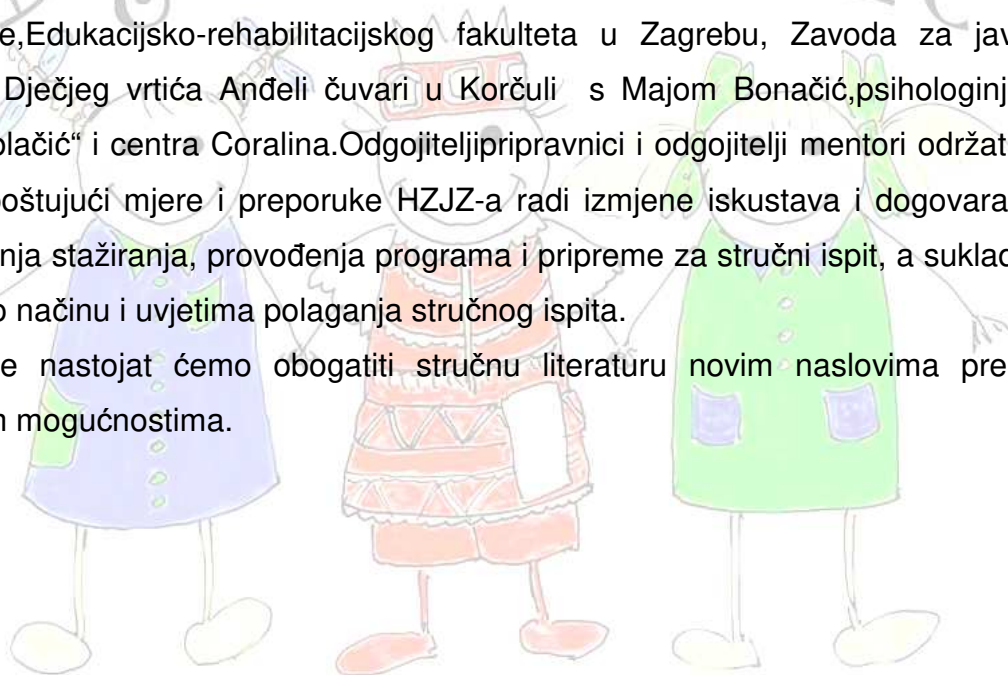 e,Edukacijsko-rehabilitacijskog fakulteta u Zagrebu, Zavoda za jav
Dječjeg vrtića Anđeli čuvari u Korčuli s Majom Bonačić,psihologinj
olačić“ i centra Coralina.Odgojiteljipripravnici i odgojitelji mentori održat
poštujući mjere i preporuke HZJZ-a radi izmjene iskustava i dogovara
nja stažiranja, provođenja programa i pripreme za stručni ispit, a suklad
o načinu i uvjetima polaganja stručnog ispita.
e nastojat ćemo obogatiti stručnu literaturu novim naslovima pre
m mogućnostima.